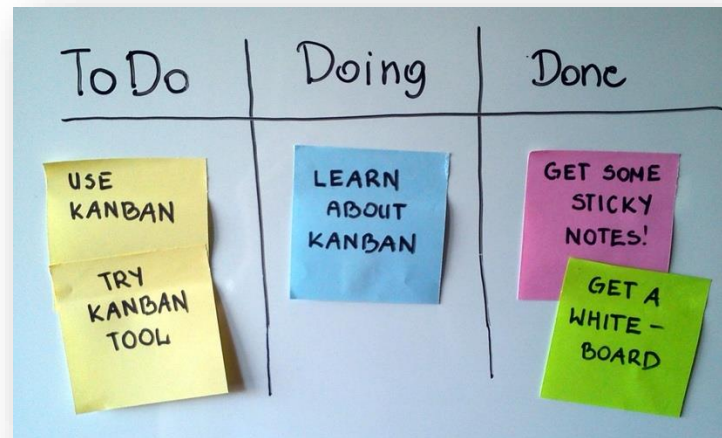 To Do
Doing
Done
USE
KANBAN
TRY
KANBAN
TOOL
LEARN
ABOUT
KANBAN
GET SOME
STICKY
NOTES!
GET A
WHITE-
BOARD